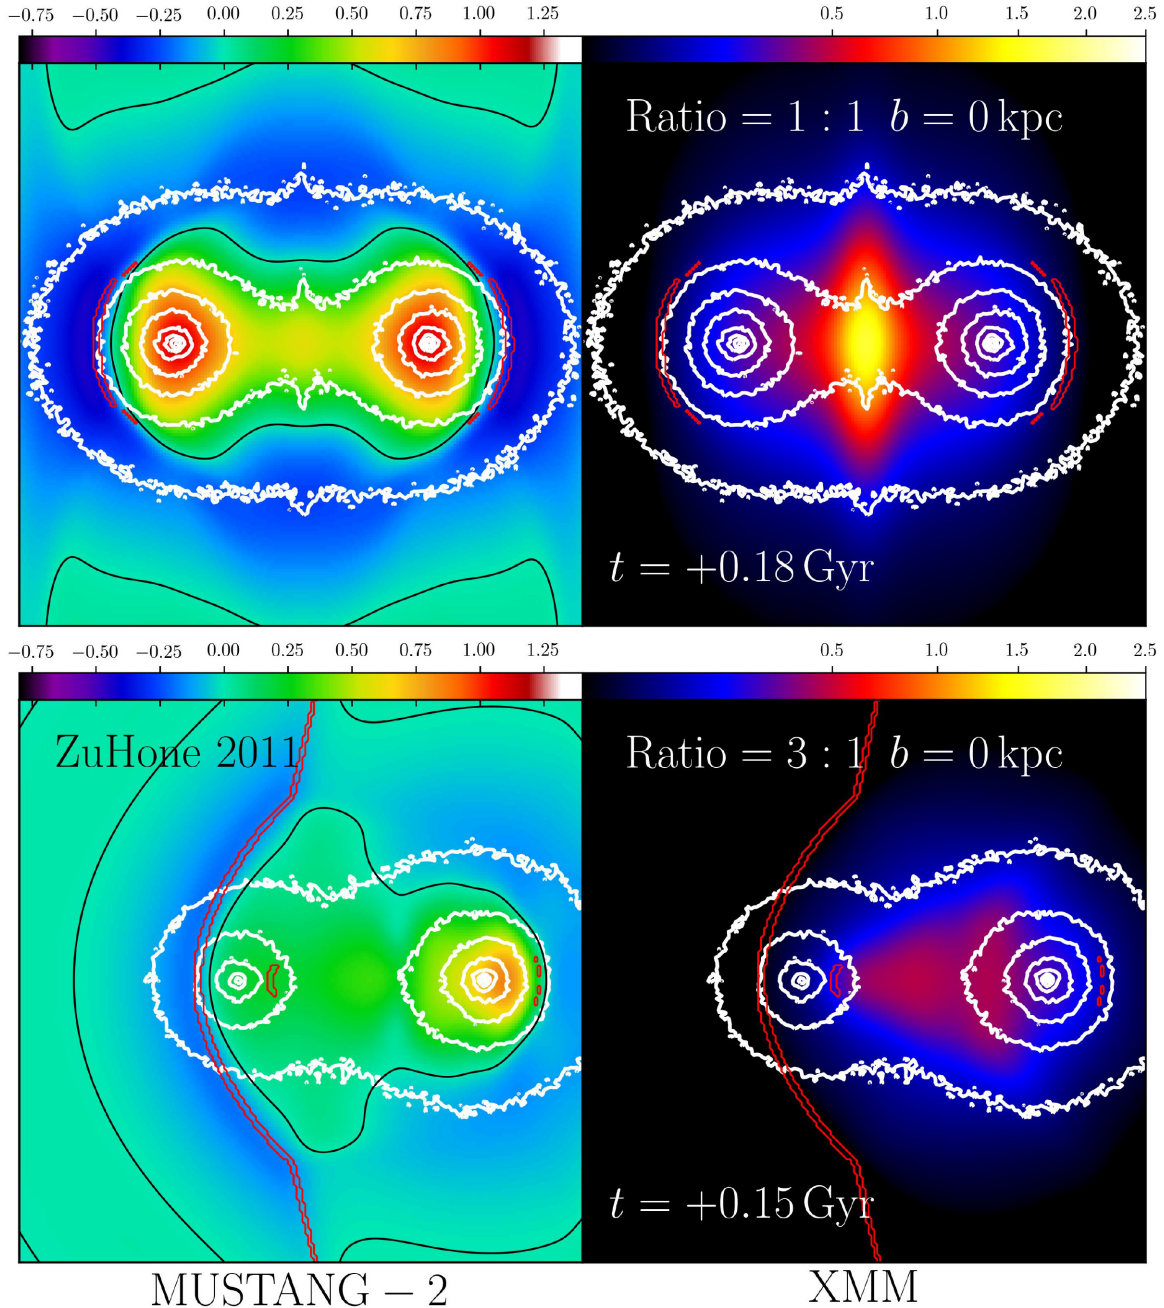 −0.75 −0.50 −0.25 0.00 0.25 0.50 0.75 1.00 1.25 0.5 1.0 1.5 2.0 2.5
Ratio = 1 : 1 b = 0 kpc
t = +0.18 Gyr
−0.75 −0.50 −0.25 0.00 0.25 0.50 0.75 1.00 1.25 0.5 1.0 1.5 2.0 2.5
ZuHone 2011 Ratio = 3 : 1 b = 0 kpc
t = +0.15 Gyr
MUSTANG − 2 XMM